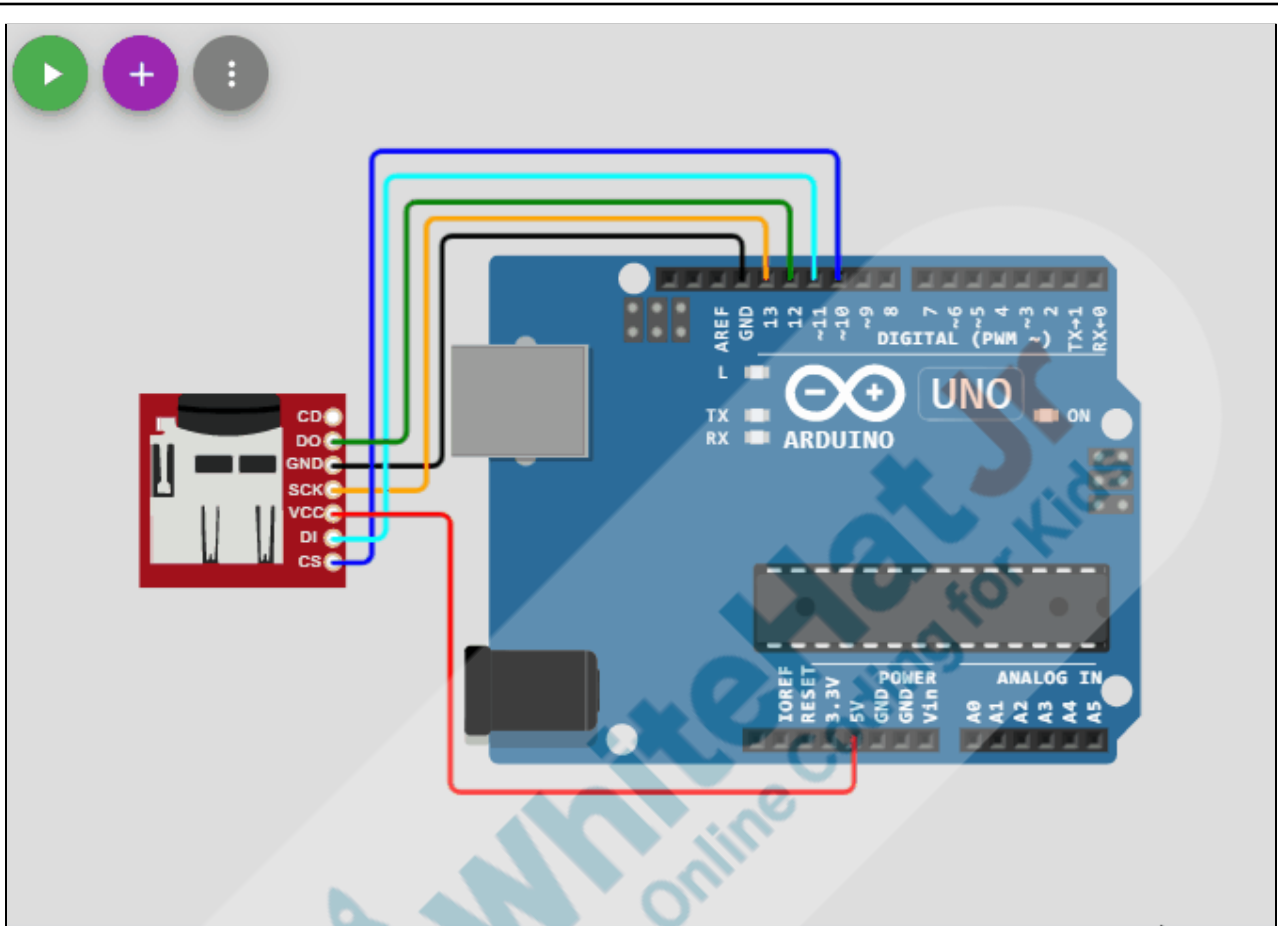 AREF
GND
13
12
~11
~10
~9
8
7
~6
~5
4
~3
2
TX→1
RX←0
DIGITAL (PWM ~)
L
TX
RX
UNO
ARDUINO
ON
CD
DO
GND
SCK
VCC
DI
CS
IOREF
RESET
3.3V
5V
GND
GND
Vin
POWER
ANALOG IN
A0
A1
A2
A3
A4
A5
WhiteHat Jr
Online Coding for Kids